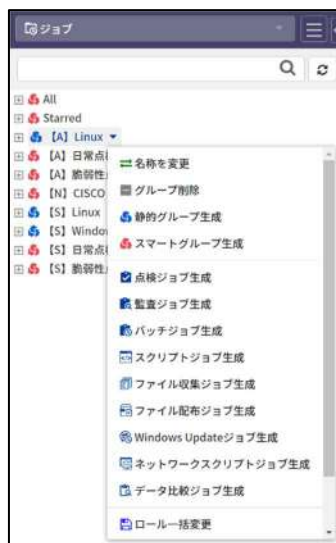 ジョブ
All
Starred
【A】Linux
【A】日常点
【A】脆弱性
【N】CISCO
【S】Linux
【S】Window
【S】日常点
【S】脆弱性
名称を変更
グループ削除
静的グループ生成
スマートグループ生成
点検ジョブ生成
監査ジョブ生成
パッチジョブ生成
スクリプトジョブ生成
ファイル収集ジョブ生成
ファイル配布ジョブ生成
Windows Updateジョブ生成
ネットワークスクリプトジョブ生成
データ比較ジョブ生成
ロール一括変更